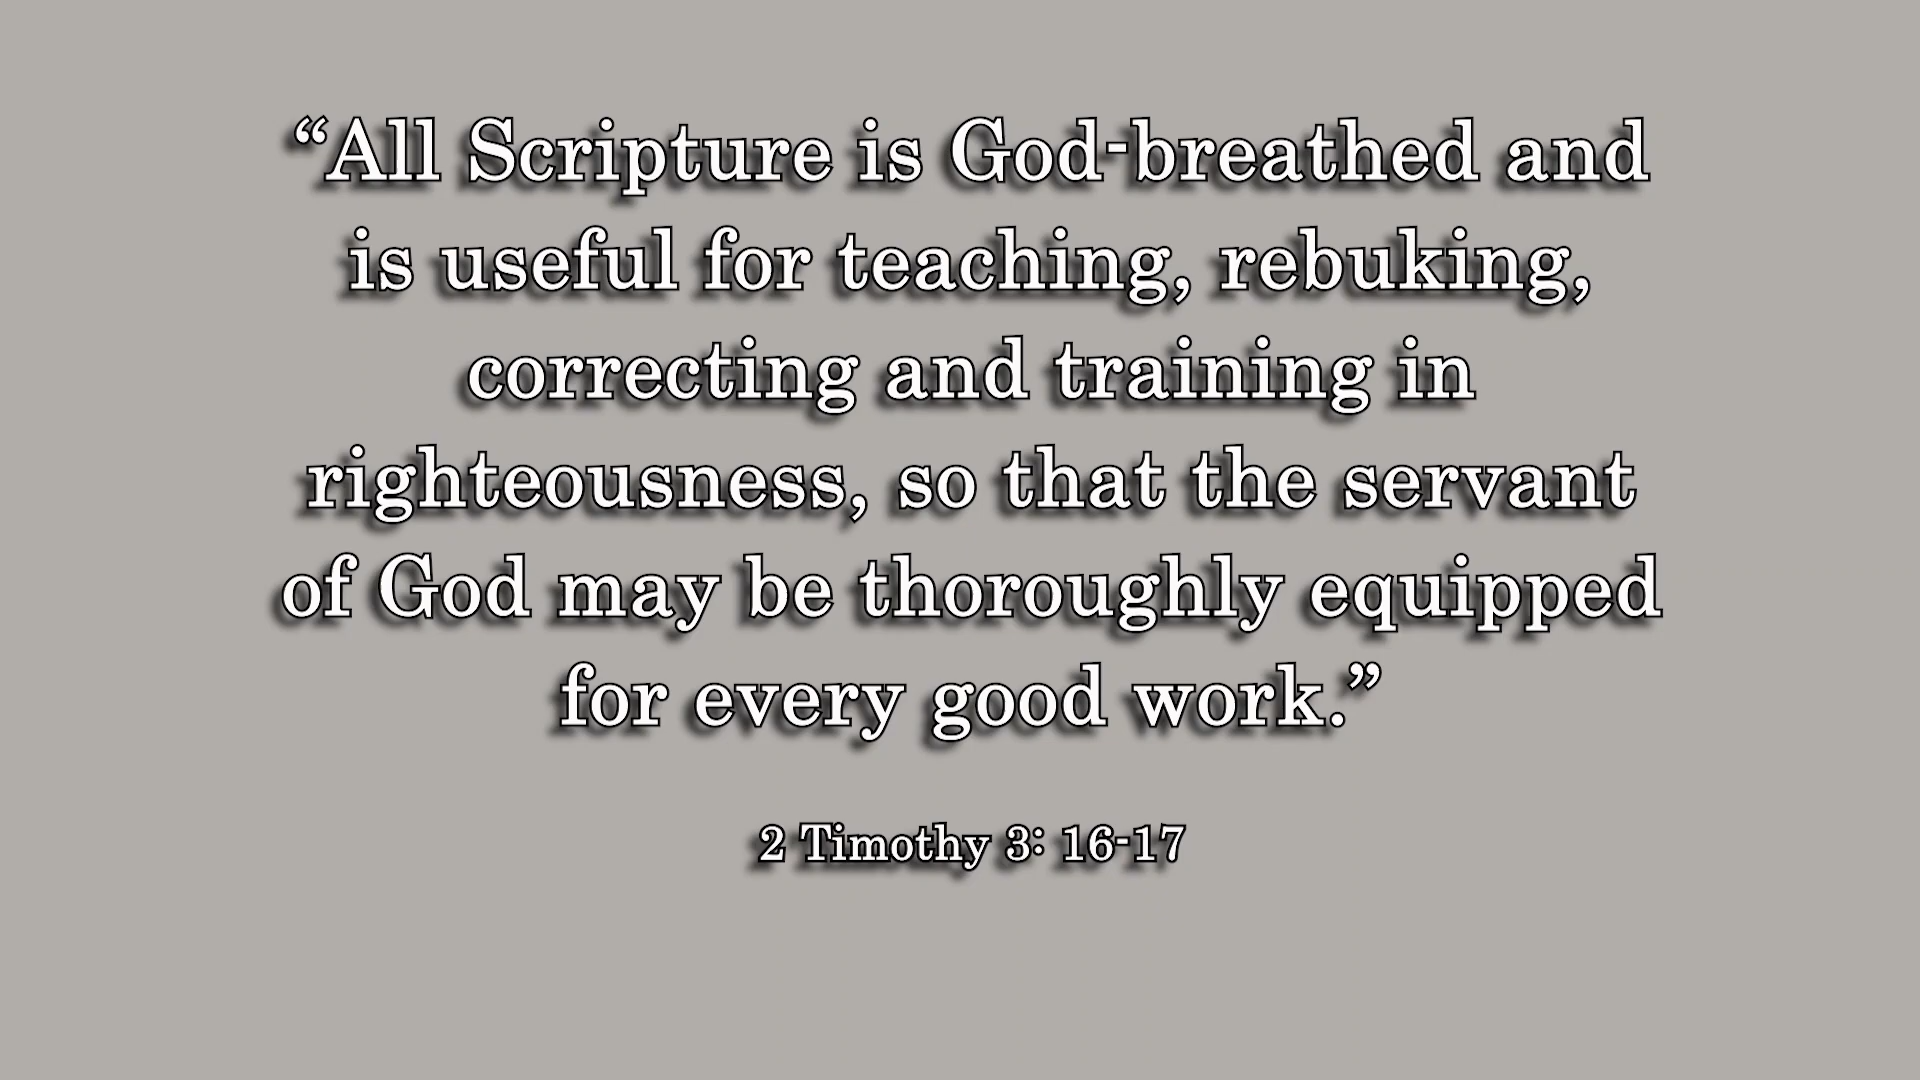 “All Scripture is God-breathed and
is useful for teaching, rebuking,
correcting and training in
righteousness, so that the servant
of God may be thoroughly equipped
for every good work.”
2 Timothy 3: 16-17